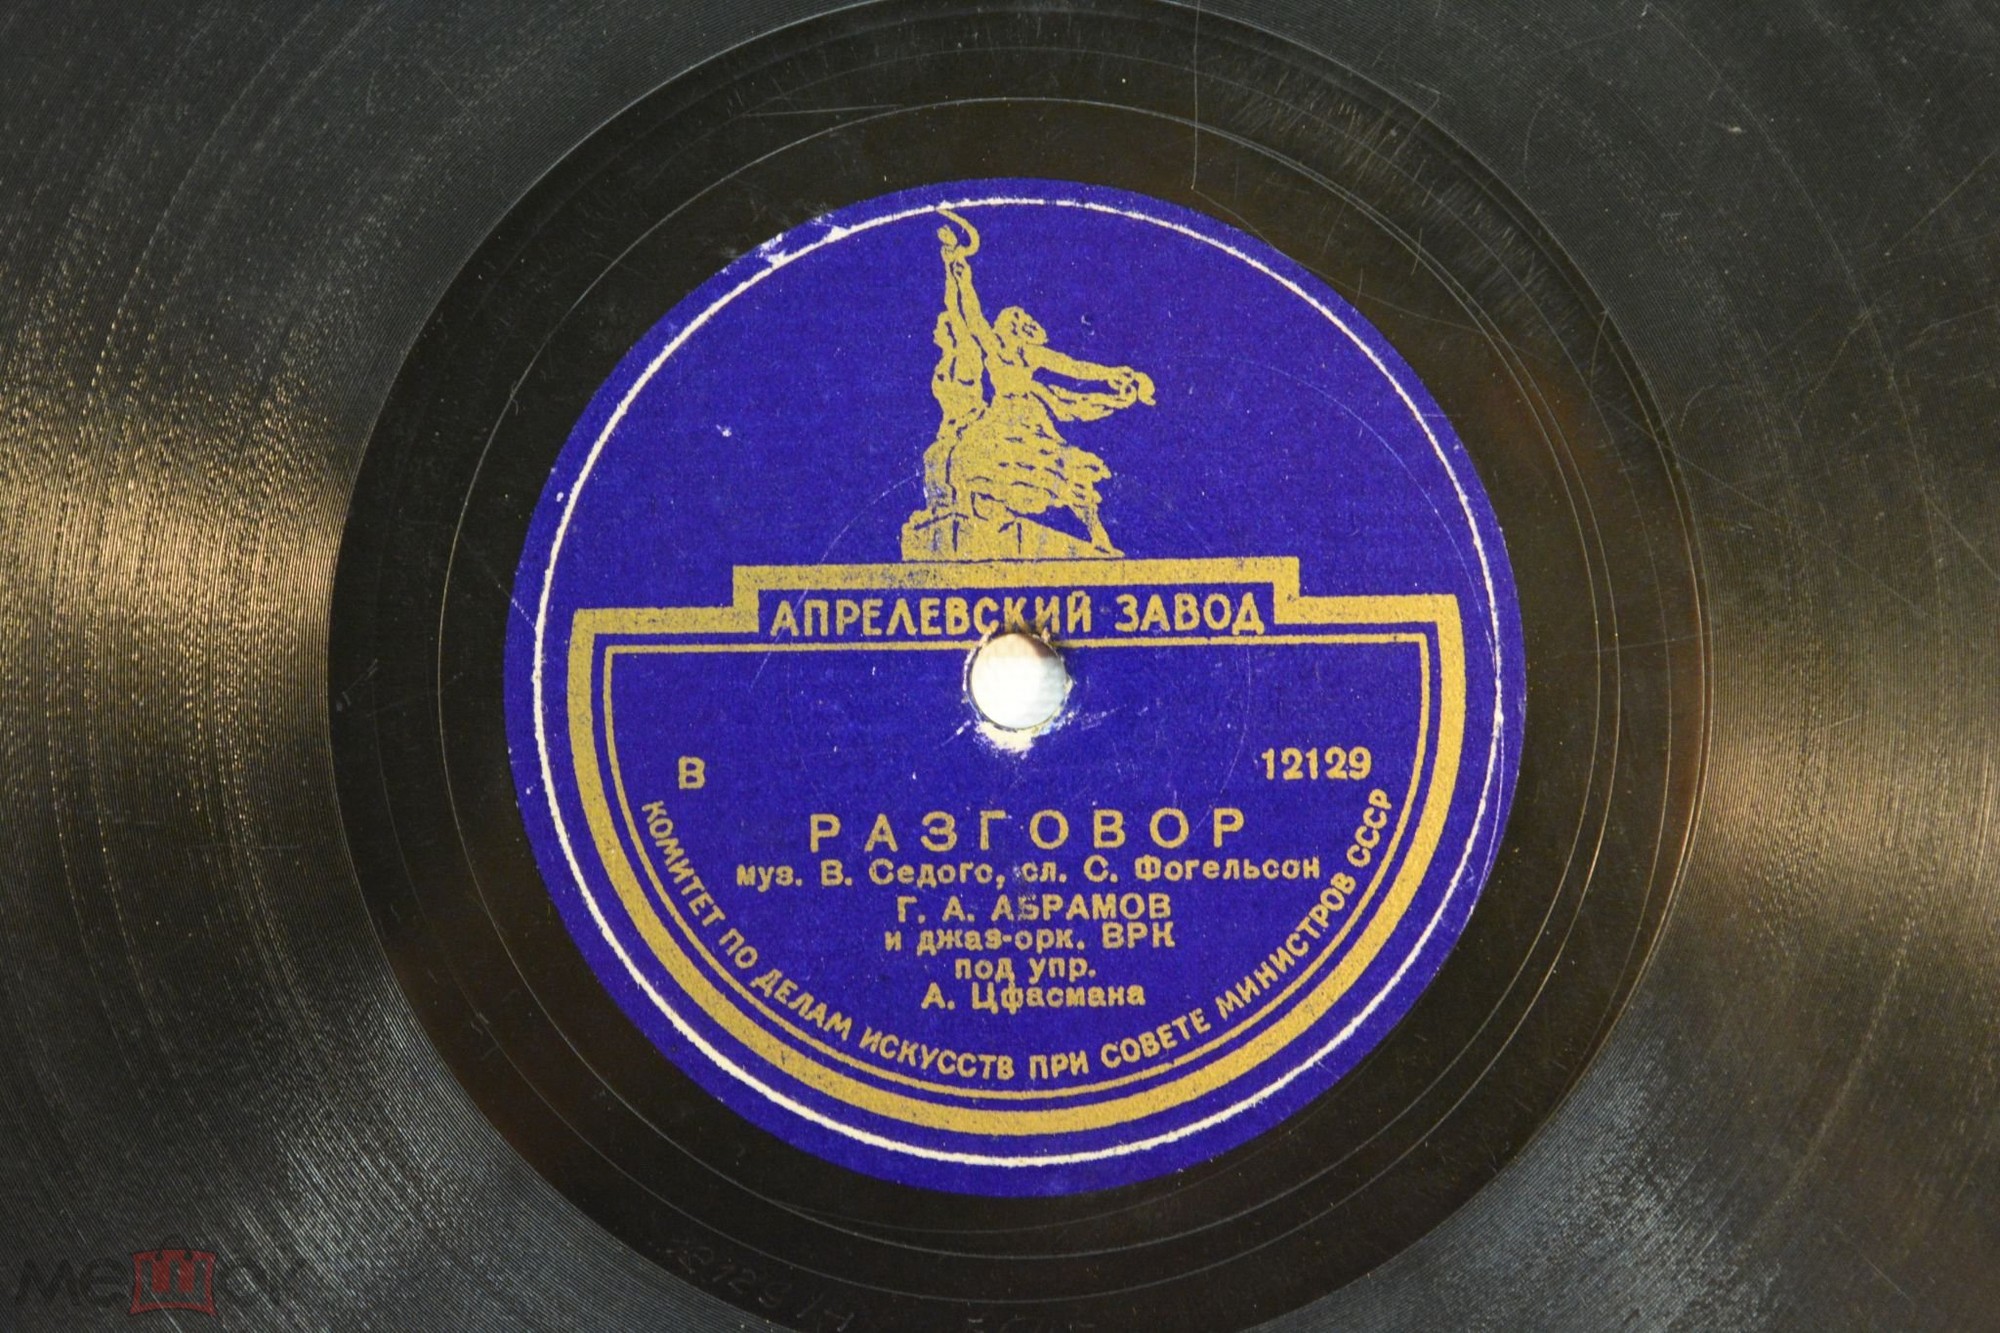 АПРЕЛЕВСКИЙ ЗАВОД
В 12129
РАЗГОВОР
муз. В. Седого, сл. С. Фогельсон
Г. А. АБРАМОВ
и джаз-орк. ВРК
под упр.
А. Цфасмана
КОМИТЕТ ПО ДЕЛАМ ИСКУССТВ ПРИ СОВЕТЕ МИНИСТРОВ СССР
мешок